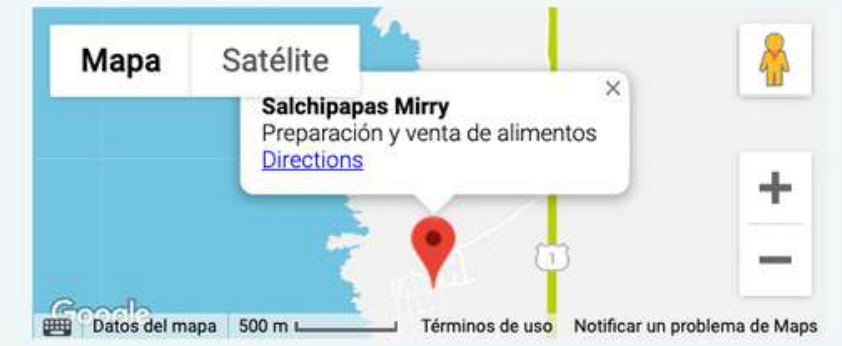 Mapa Satélite
Salchipapas Mirry
Preparación y venta de alimentos
Directions
1
Google
Datos del mapa 500 m Términos de uso Notificar un problema de Maps